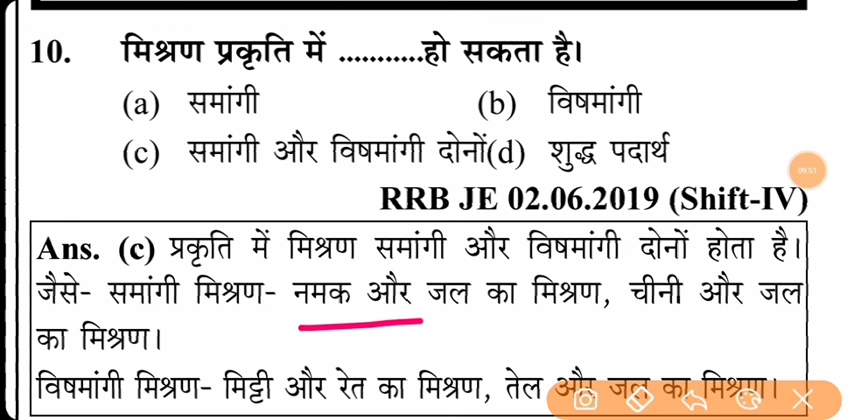 10. मिश्रण प्रकृति में ............हो सकता है।
(a) समांगी (b) विषमांगी
(c) समांगी और विषमांगी दोनों(d) शुद्ध पदार्थ
09:51
RRB JE 02.06.2019 (Shift-IV)
Ans. (c) प्रकृति में मिश्रण समांगी और विषमांगी दोनों होता है।
जैसे- समांगी मिश्रण- नमक और जल का मिश्रण, चीनी और जल
का मिश्रण।
विषमांगी मिश्रण- मिट्टी और रेत का मिश्रण, तेल और जल का मिश्रण।